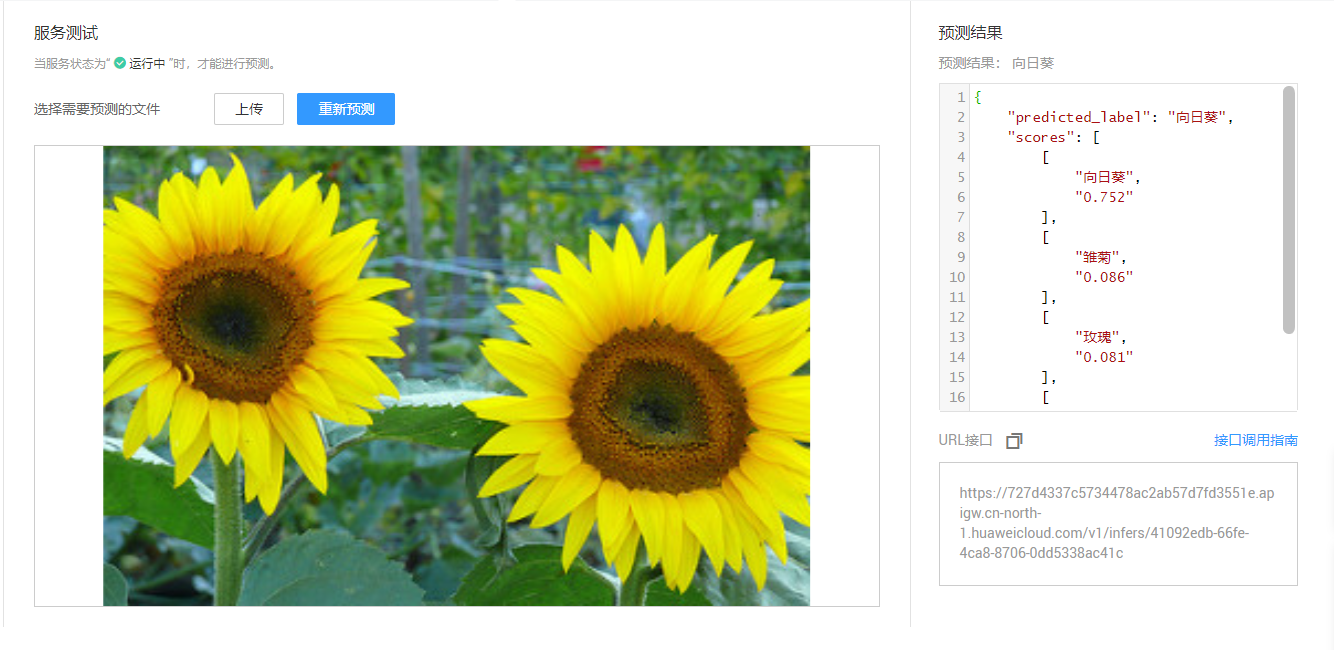 服务测试
当服务状态为“ 运行中 ”时，才能进行预测。
选择需要预测的文件
上传
重新预测
预测结果
预测结果： 向日葵
1 {
2 "predicted_label": "向日葵",
3 "scores": [
4 [
5 "向日葵",
6 "0.752"
7 ],
8 [
9 "雏菊",
10 "0.086"
11 ],
12 [
13 "玫瑰",
14 "0.081"
15 ],
16 [
URL接口
接口调用指南
https://727d4337c5734478ac2ab57d7fd3551e.ap
igw.cn-north-
1.huaweicloud.com/v1/infers/41092edb-66fe-
4ca8-8706-0dd5338ac41c